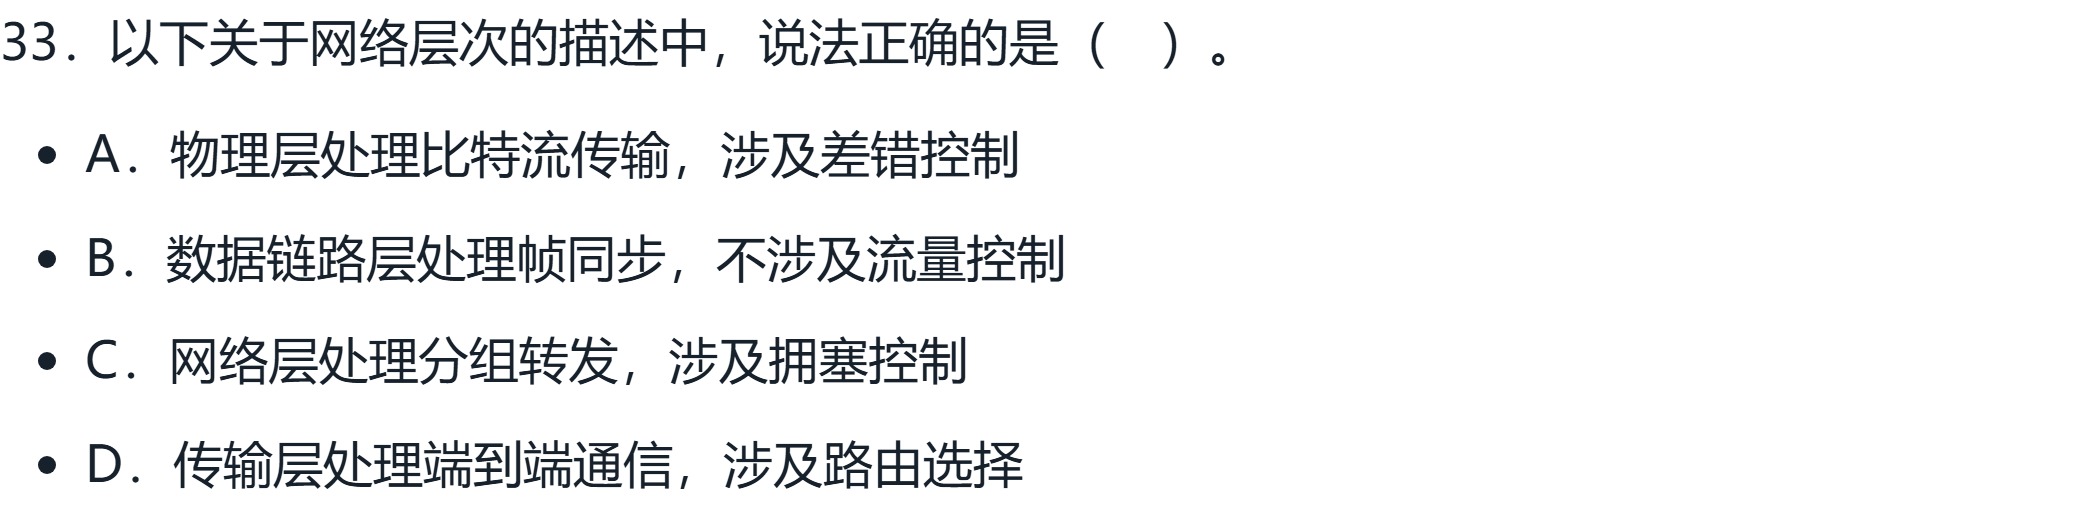 33. 以下关于网络层次的描述中，说法正确的是（ ）。
• A. 物理层处理比特流传输，涉及差错控制
• B. 数据链路层处理帧同步，不涉及流量控制
• C. 网络层处理分组转发，涉及拥塞控制
• D. 传输层处理端到端通信，涉及路由选择